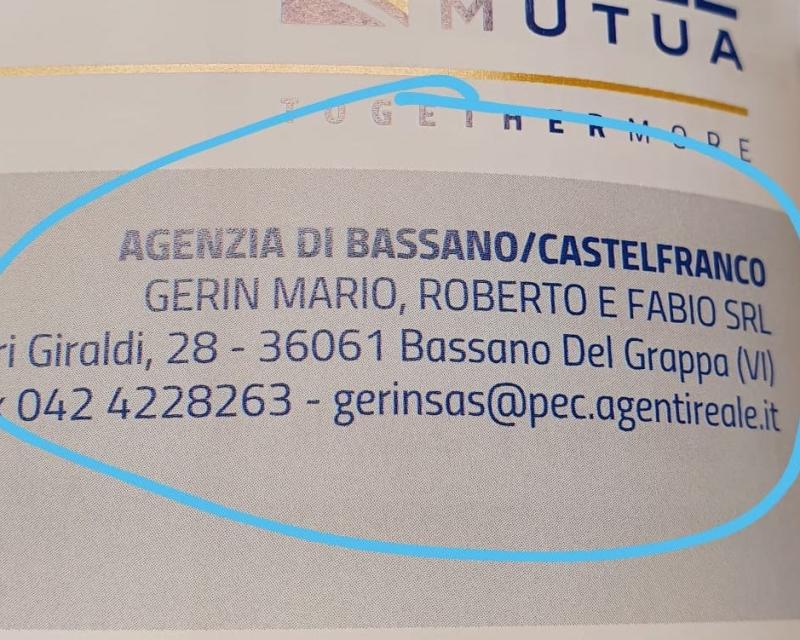 MUTUA
TOGETHERMORE
AGENZIA DI BASSANO/CASTELFRANCO
GERIN MARIO, ROBERTO E FABIO SRL
Giraldi, 28 - 36061 Bassano Del Grappa (VI)
042 4228263 - gerinsas@pec.agentireale.it